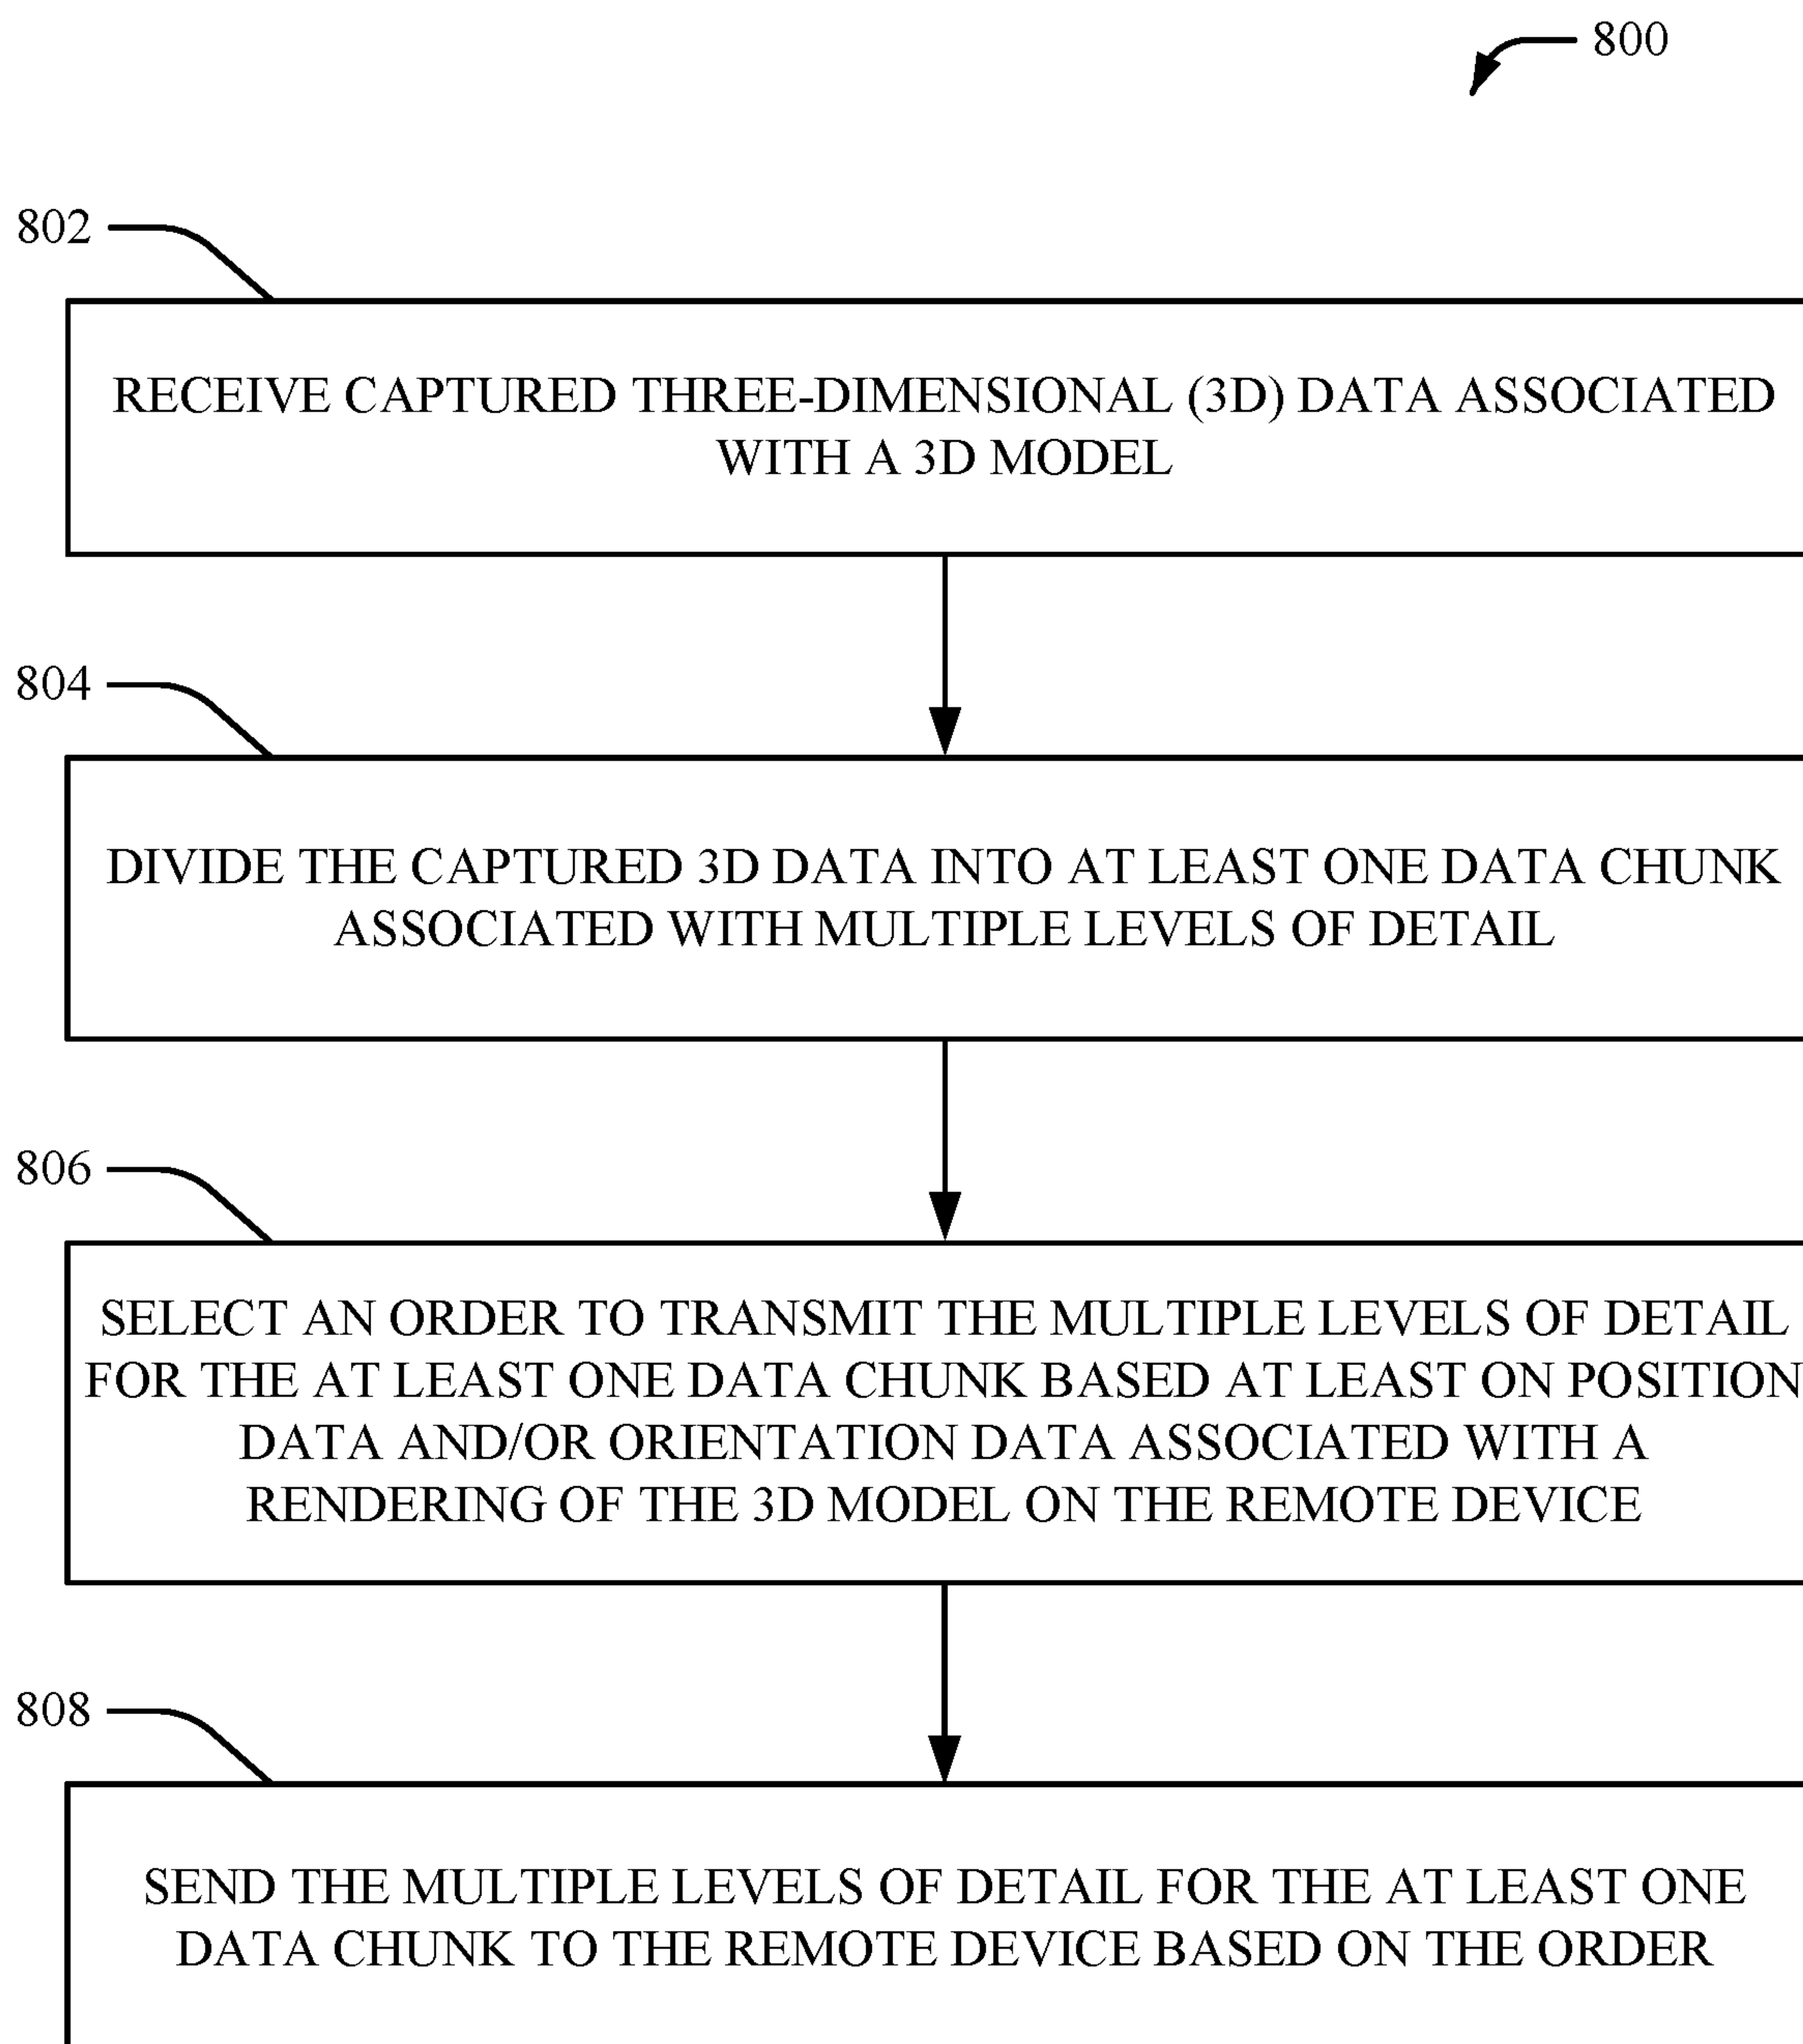 800
802
RECEIVE CAPTURED THREE-DIMENSIONAL (3D) DATA ASSOCIATED
WITH A 3D MODEL
804
DIVIDE THE CAPTURED 3D DATA INTO AT LEAST ONE DATA CHUNK
ASSOCIATED WITH MULTIPLE LEVELS OF DETAIL
806
SELECT AN ORDER TO TRANSMIT THE MULTIPLE LEVELS OF DETAIL
FOR THE AT LEAST ONE DATA CHUNK BASED AT LEAST ON POSITION
DATA AND/OR ORIENTATION DATA ASSOCIATED WITH A
RENDERING OF THE 3D MODEL ON THE REMOTE DEVICE
808
SEND THE MULTIPLE LEVELS OF DETAIL FOR THE AT LEAST ONE
DATA CHUNK TO THE REMOTE DEVICE BASED ON THE ORDER